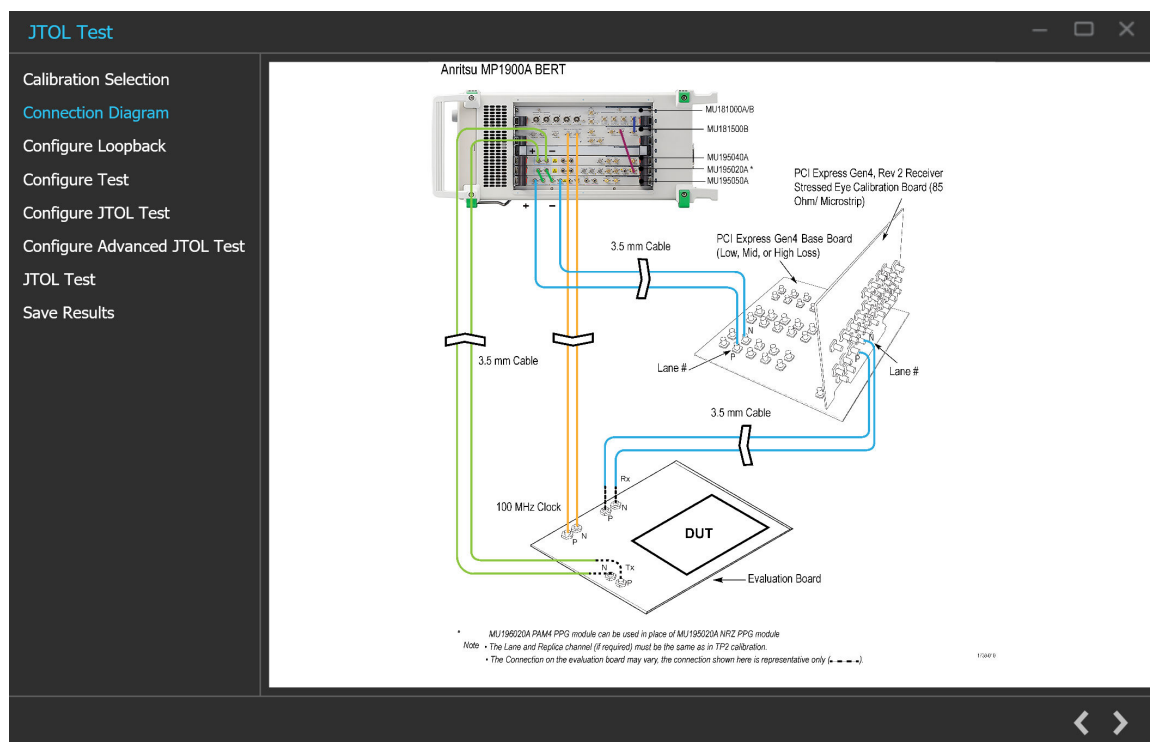 JTOL Test
Calibration Selection
Connection Diagram
Configure Loopback
Configure Test
Configure JTOL Test
Configure Advanced JTOL Test
JTOL Test
Save Results
Anritsu MP1900A BERT
MU181000A/B
MU181500B
MU195040A
MU195020A *
MU195050A
+ −
+ −
PCI Express Gen4, Rev 2 Receiver
Stressed Eye Calibration Board (85
Ohm/ Microstrip)
PCI Express Gen4 Base Board
(Low, Mid, or High Loss)
3.5 mm Cable
N
P
Lane #
N
P
Lane #
3.5 mm Cable
3.5 mm Cable
Rx
P
N
100 MHz Clock
P
N
DUT
N
Tx
P
Evaluation Board
* MU195020A PAM4 PPG module can be used in place of MU195020A NRZ PPG module
Note • The Lane and Replica channel (if required) must be the same as in TP2 calibration.
• The Connection on the evaluation board may vary, the connection shown here is representative only ( ).